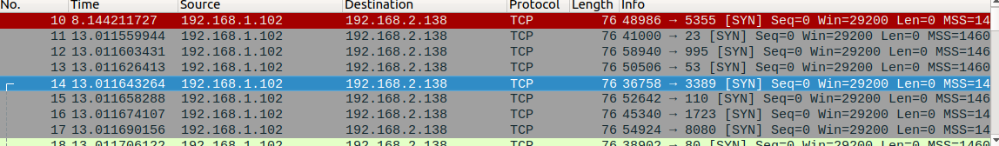 No. Time Source Destination Protocol Length Info
10 8.144211727 192.168.1.102 192.168.2.138 TCP 76 48986 → 5355 [SYN] Seq=0 Win=29200 Len=0 MSS=14
11 13.011559944 192.168.1.102 192.168.2.138 TCP 76 41000 → 23 [SYN] Seq=0 Win=29200 Len=0 MSS=1460
12 13.011603431 192.168.1.102 192.168.2.138 TCP 76 58940 → 995 [SYN] Seq=0 Win=29200 Len=0 MSS=146
13 13.011626413 192.168.1.102 192.168.2.138 TCP 76 50506 → 53 [SYN] Seq=0 Win=29200 Len=0 MSS=1460
14 13.011643264 192.168.1.102 192.168.2.138 TCP 76 36758 → 3389 [SYN] Seq=0 Win=29200 Len=0 MSS=14
15 13.011658288 192.168.1.102 192.168.2.138 TCP 76 52642 → 110 [SYN] Seq=0 Win=29200 Len=0 MSS=146
16 13.011674107 192.168.1.102 192.168.2.138 TCP 76 45340 → 1723 [SYN] Seq=0 Win=29200 Len=0 MSS=14
17 13.011690156 192.168.1.102 192.168.2.138 TCP 76 54924 → 8080 [SYN] Seq=0 Win=29200 Len=0 MSS=14
18 13.011706122 192.168.1.102 192.168.2.138 TCP 76 38902 → 80 [SYN] Seq=0 Win=29200 Len=0 MSS=1460